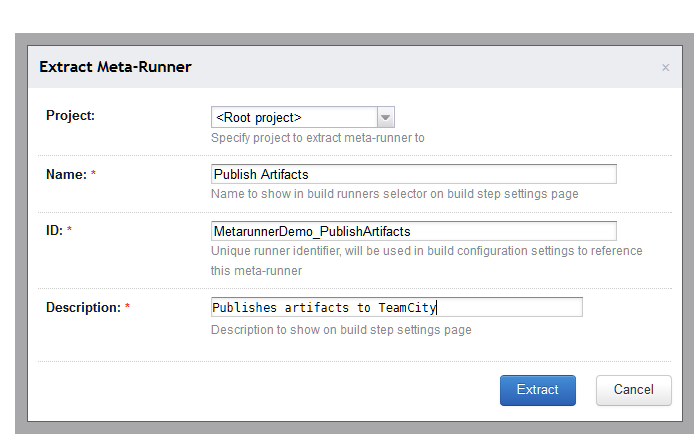 Extract Meta-Runner ×
Project: <Root project>
Specify project to extract meta-runner to
Name: * Publish Artifacts
Name to show in build runners selector on build step settings page
ID: * MetarunnerDemo_PublishArtifacts
Unique runner identifier, will be used in build configuration settings to reference
this meta-runner
Description: * Publishes artifacts to TeamCity
Description to show on build step settings page
Extract Cancel